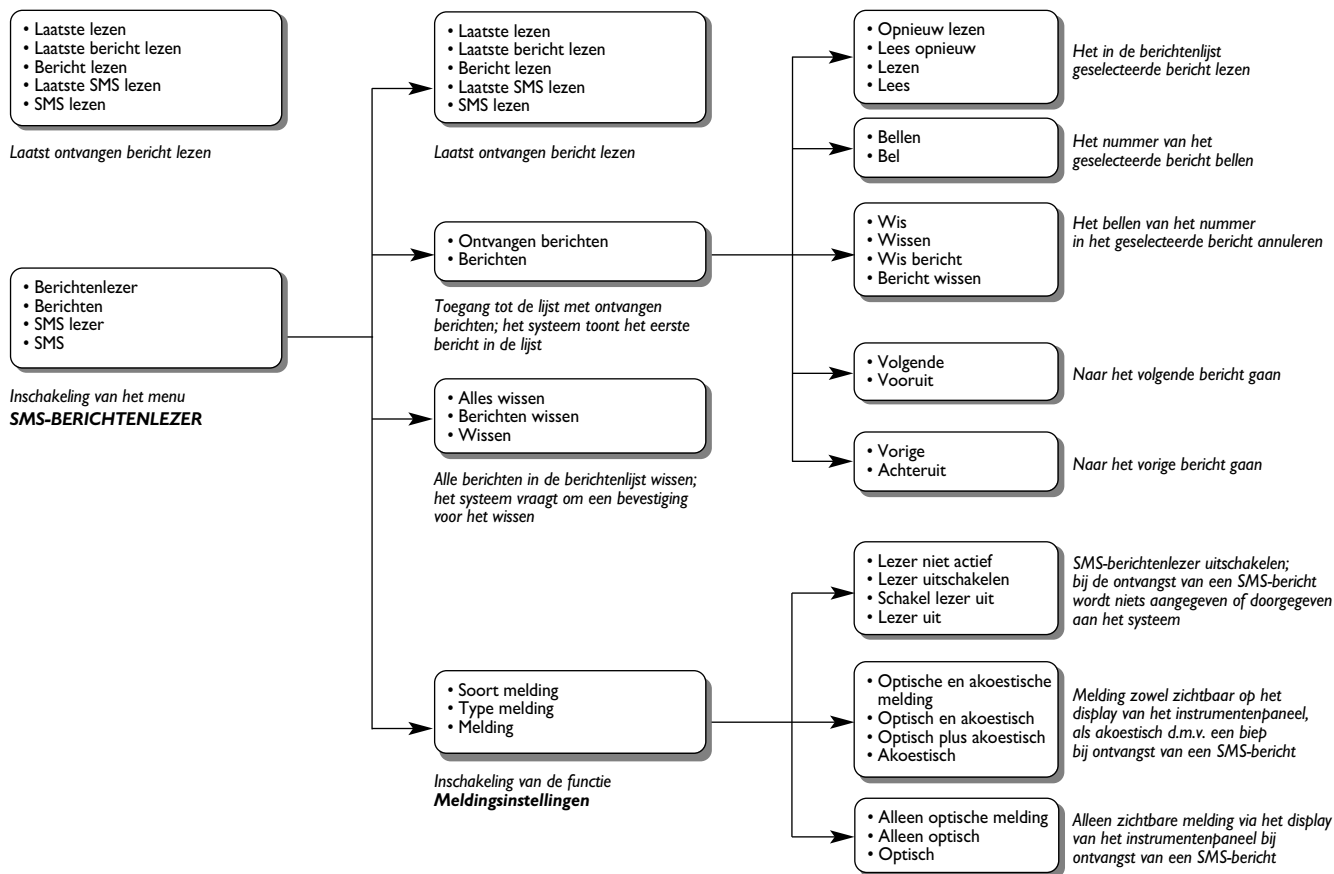 • Laatste lezen
• Laatste bericht lezen
• Bericht lezen
• Laatste SMS lezen
• SMS lezen
Laatst ontvangen bericht lezen
• Berichtenlezer
• Berichten
• SMS lezer
• SMS
Inschakeling van het menu
SMS-BERICHTENLEZER
• Laatste lezen
• Laatste bericht lezen
• Bericht lezen
• Laatste SMS lezen
• SMS lezen
Laatst ontvangen bericht lezen
• Ontvangen berichten
• Berichten
Toegang tot de lijst met ontvangen
berichten; het systeem toont het eerste
bericht in de lijst
• Alles wissen
• Berichten wissen
• Wissen
Alle berichten in de berichtenlijst wissen;
het systeem vraagt om een bevestiging
voor het wissen
• Soort melding
• Type melding
• Melding
Inschakeling van de functie
Meldingsinstellingen
• Opnieuw lezen
• Lees opnieuw
• Lezen
• Lees
Het in de berichtenlijst
geselecteerde bericht lezen
• Bellen
• Bel
Het nummer van het
geselecteerde bericht bellen
• Wis
• Wissen
• Wis bericht
• Bericht wissen
Het bellen van het nummer
in het geselecteerde bericht annuleren
• Volgende
• Vooruit
Naar het volgende bericht gaan
• Vorige
• Achteruit
Naar het vorige bericht gaan
• Lezer niet actief
• Lezer uitschakelen
• Schakel lezer uit
• Lezer uit
SMS-berichtenlezer uitschakelen;
bij de ontvangst van een SMS-bericht
wordt niets aangegeven of doorgegeven
aan het systeem
• Optische en akoestische
melding
• Optisch en akoestisch
• Optisch plus akoestisch
• Akoestisch
Melding zowel zichtbaar op het
display van het instrumentenpaneel,
als akoestisch d.m.v. een biep
bij ontvangst van een SMS-bericht
• Alleen optische melding
• Alleen optisch
• Optisch
Alleen zichtbare melding via het display
van het instrumentenpaneel bij
ontvangst van een SMS-bericht